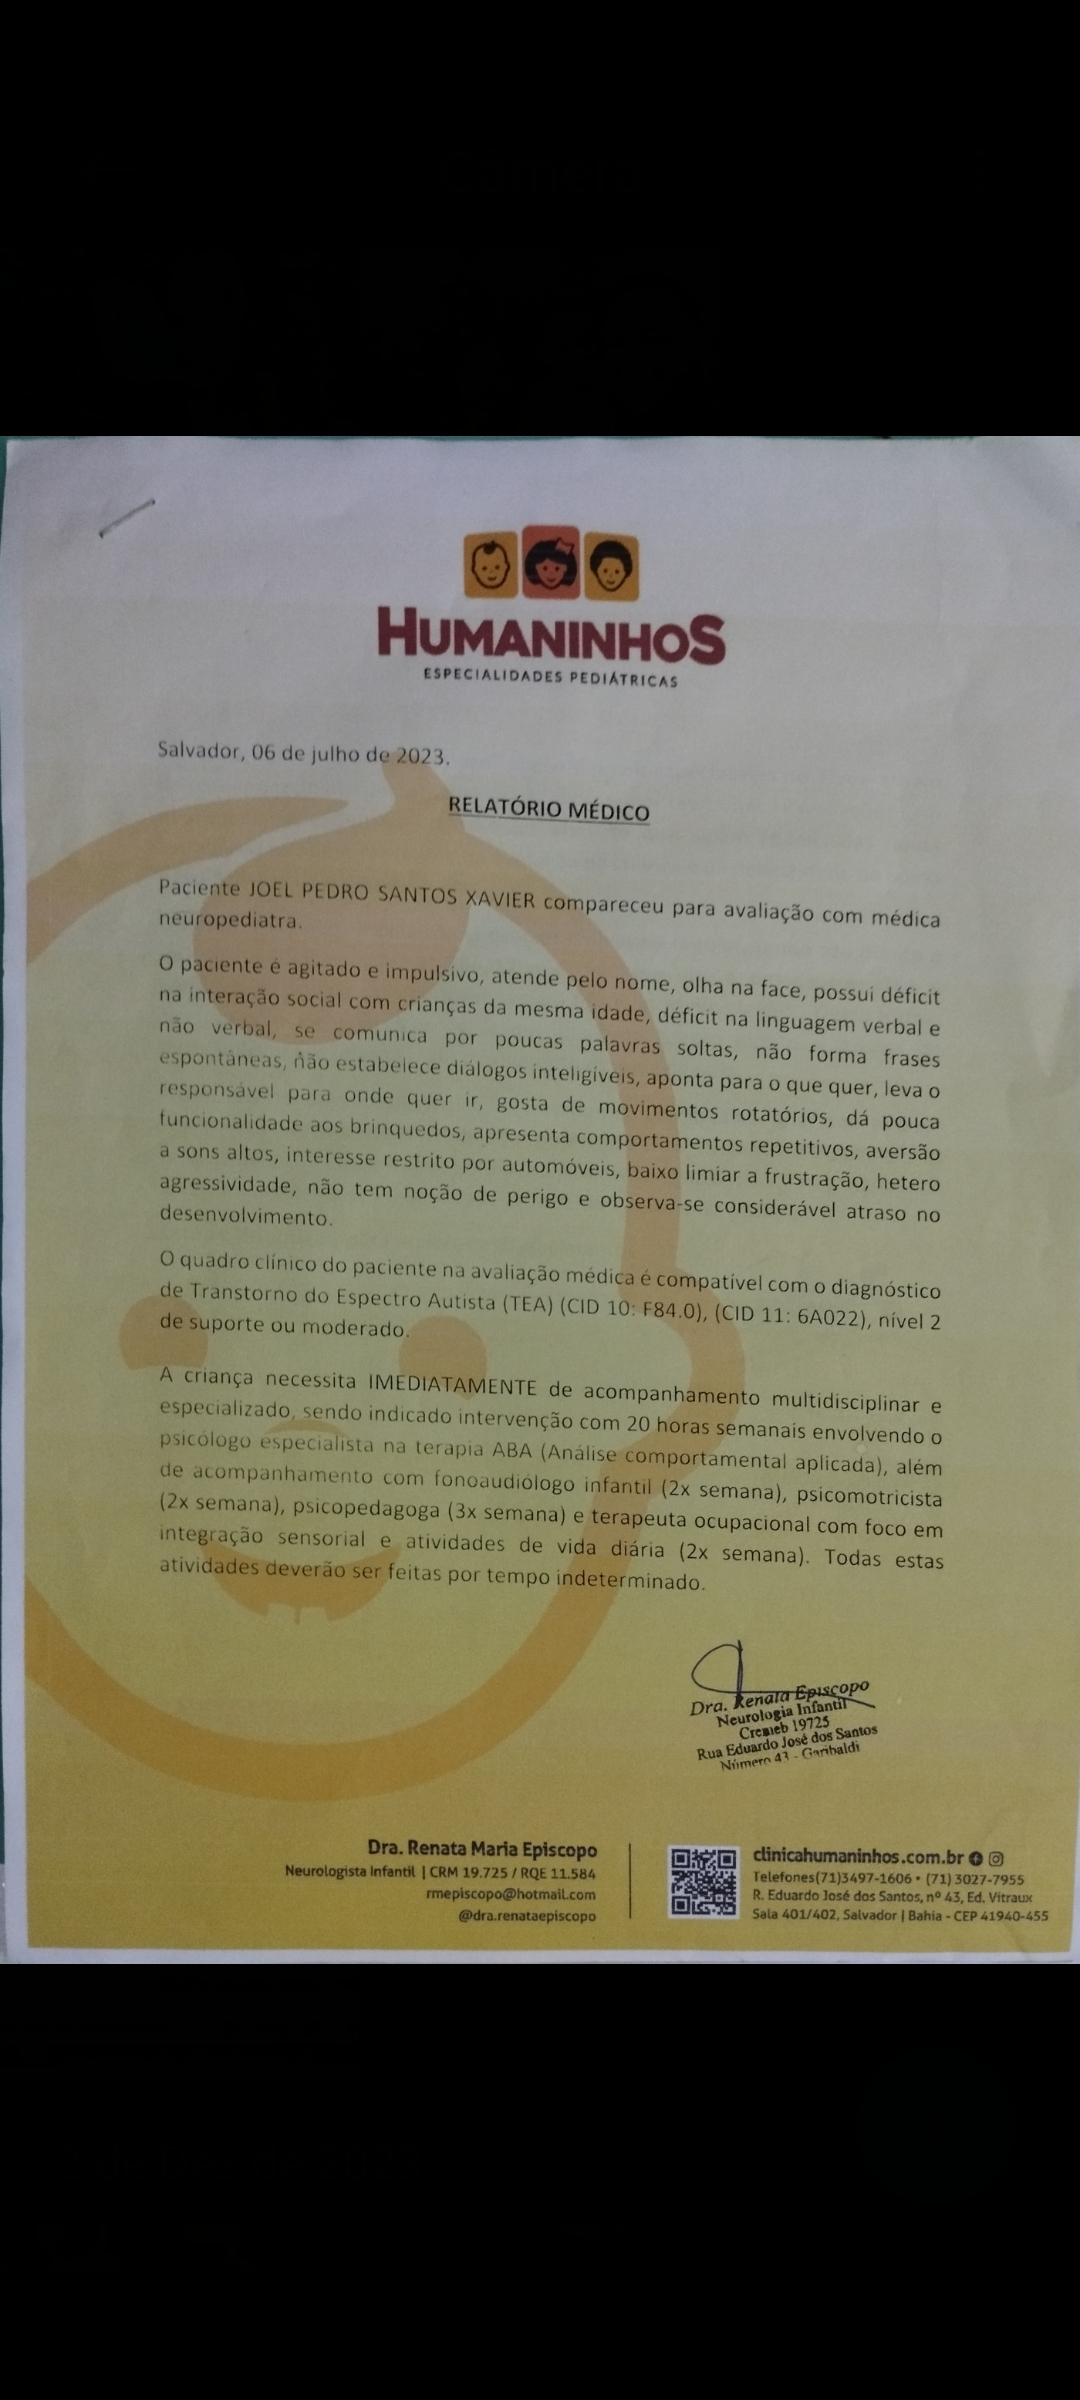 HUMANINHOS
ESPECIALIDADES PEDIÁTRICAS
Salvador, 06 de julho de 2023.
RELATÓRIO MÉDICO
Paciente JOEL PEDRO SANTOS XAVIER compareceu para avaliação com médica
neuropediatra.
O paciente é agitado e impulsivo, atende pelo nome, olha na face, possui déficit
na interação social com crianças da mesma idade, déficit na linguagem verbal e
não verbal, se comunica por poucas palavras soltas, não forma frases
espontâneas, não estabelece diálogos inteligíveis, aponta para o que quer, leva o
responsável para onde quer ir, gosta de movimentos rotatórios, dá pouca
funcionalidade aos brinquedos, apresenta comportamentos repetitivos, aversão
a sons altos, interesse restrito por automóveis, baixo limiar a frustração, hetero
agressividade, não tem noção de perigo e observa-se considerável atraso no
desenvolvimento.
O quadro clínico do paciente na avaliação médica é compatível com o diagnóstico
de Transtorno do Espectro Autista (TEA) (CID 10: F84.0), (CID 11: 6A022), nível 2
de suporte ou moderado.
A criança necessita IMEDIATAMENTE de acompanhamento multidisciplinar e
especializado, sendo indicado intervenção com 20 horas semanais envolvendo o
psicólogo especialista na terapia ABA (Análise comportamental aplicada), além
de acompanhamento com fonoaudiólogo infantil (2x semana), psicomotricista
(2x semana), psicopedagoga (3x semana) e terapeuta ocupacional com foco em
integração sensorial e atividades de vida diária (2x semana). Todas estas
atividades deverão ser feitas por tempo indeterminado.
Dra. Renata Episcopo
Neurologia Infantil
Cremeb 19725
Rua Eduardo José dos Santos
Número 43 - Garibaldi
Dra. Renata Maria Episcopo
Neurologista Infantil | CRM 19.725 / RQE 11.584
rmepiscopo@hotmail.com
@dra.renataepiscopo
clinicahumaninhos.com.br
Telefones(71)3497-1606 • (71) 3027-7955
R. Eduardo José dos Santos, nº 43, Ed. Vitraux
Sala 401/402, Salvador | Bahia - CEP 41940-455